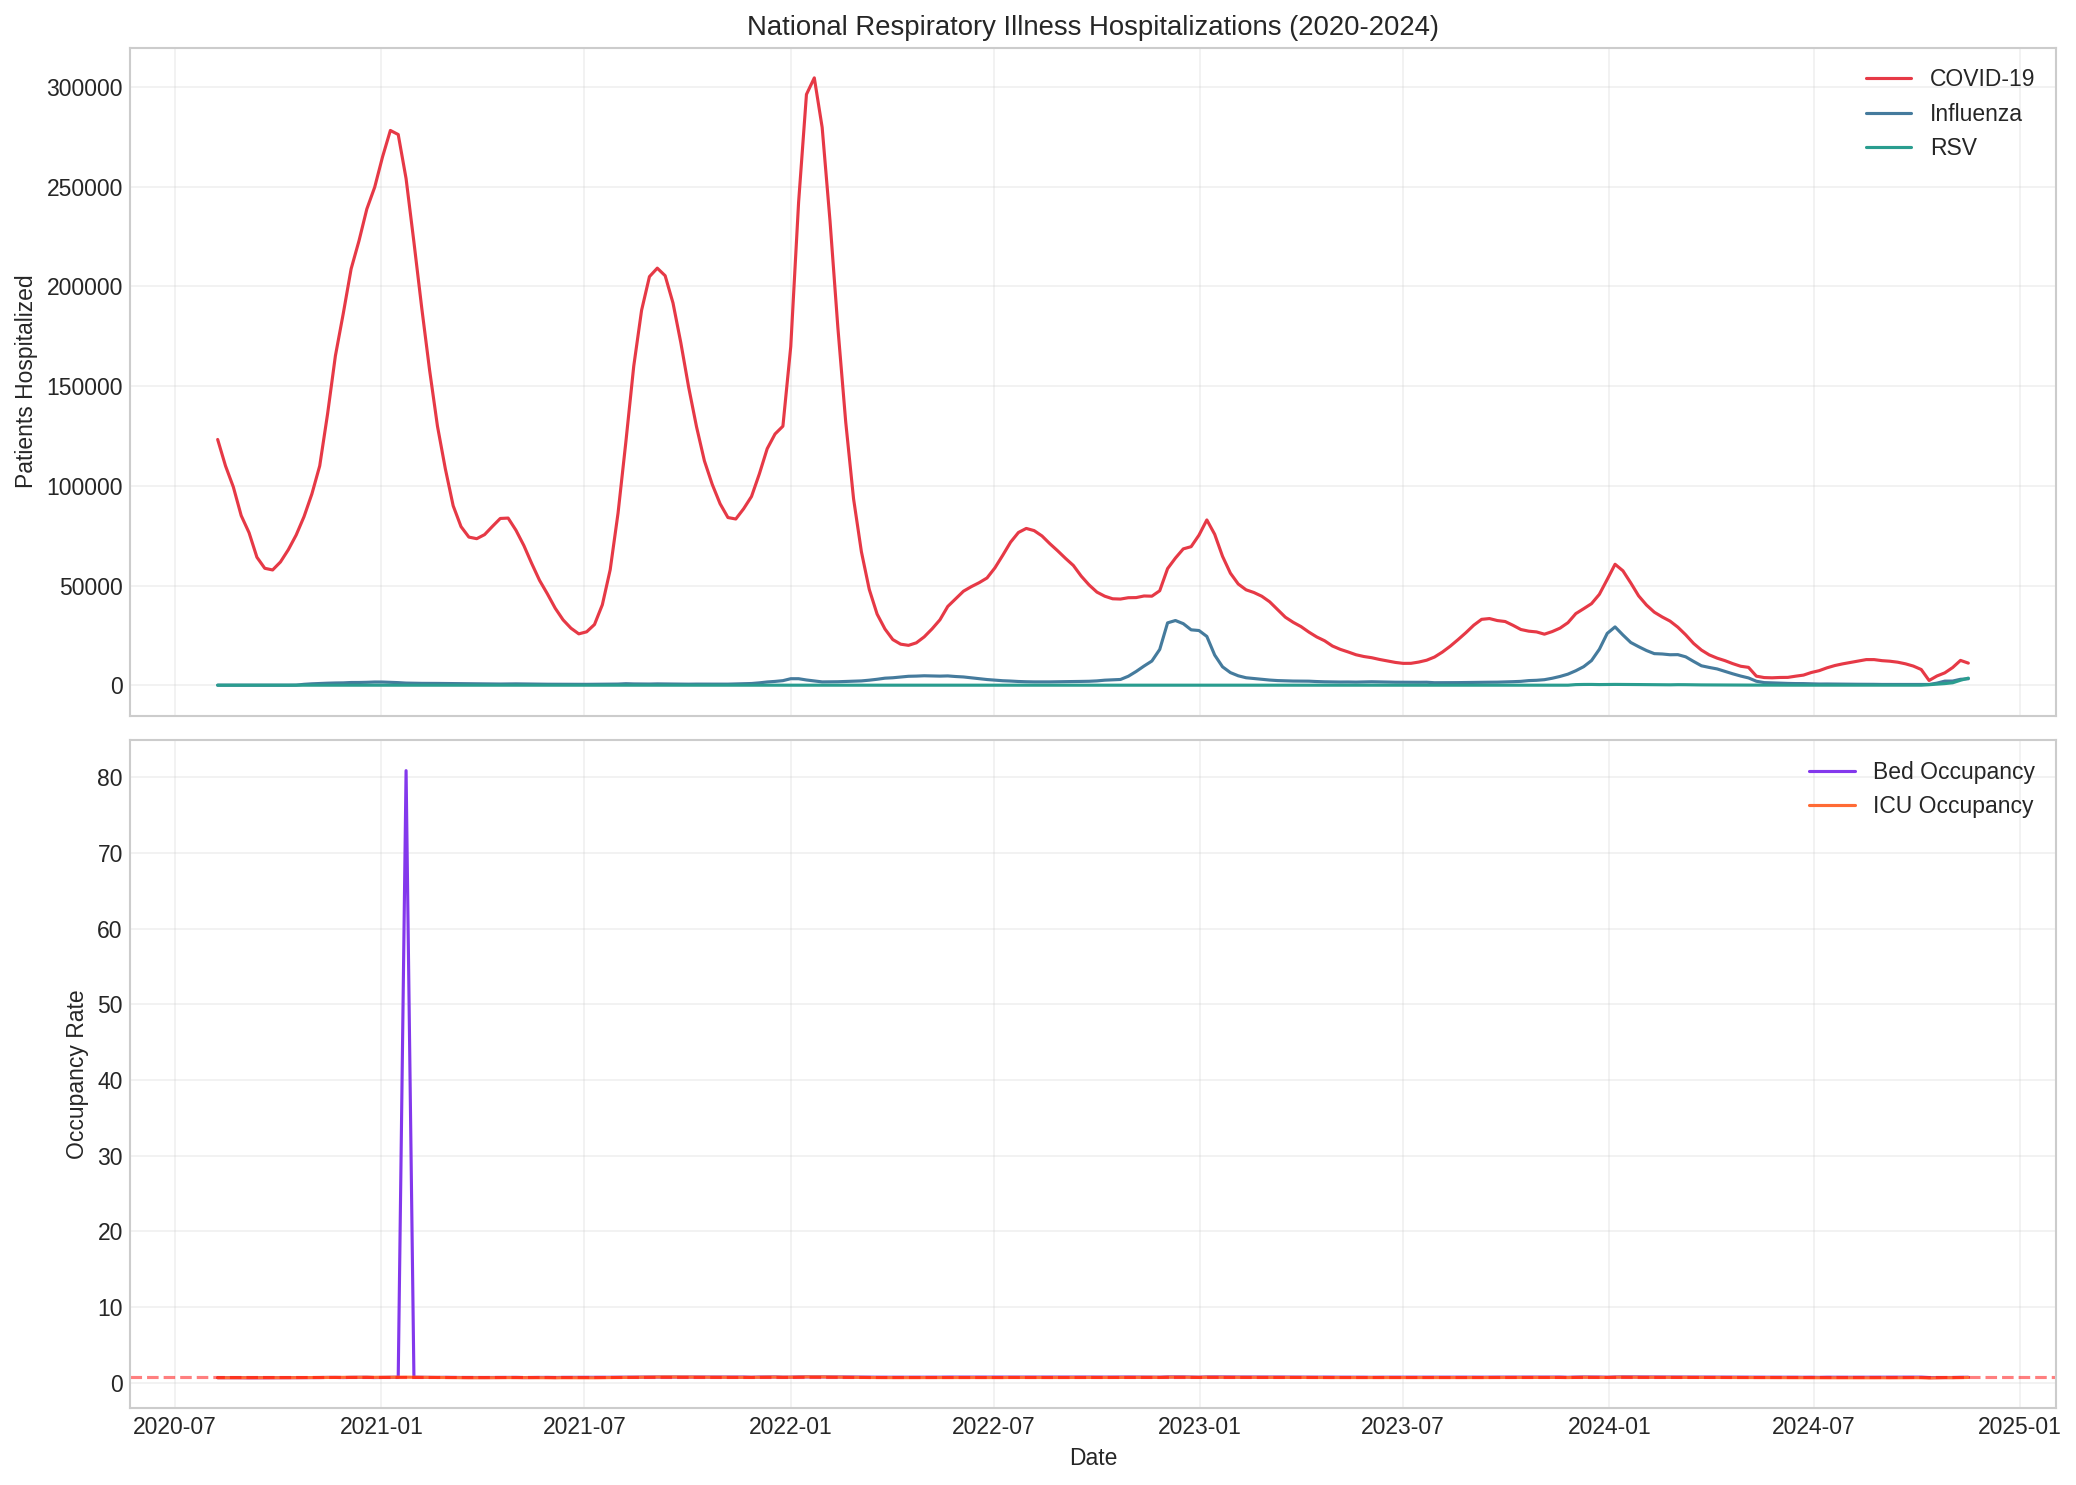 National Respiratory Illness Hospitalizations (2020-2024)
Patients Hospitalized
300000
250000
200000
150000
100000
50000
0
COVID-19
Influenza
RSV
Occupancy Rate
80
70
60
50
40
30
20
10
0
Bed Occupancy
ICU Occupancy
2020-07 2021-01 2021-07 2022-01 2022-07 2023-01 2023-07 2024-01 2024-07 2025-01
Date